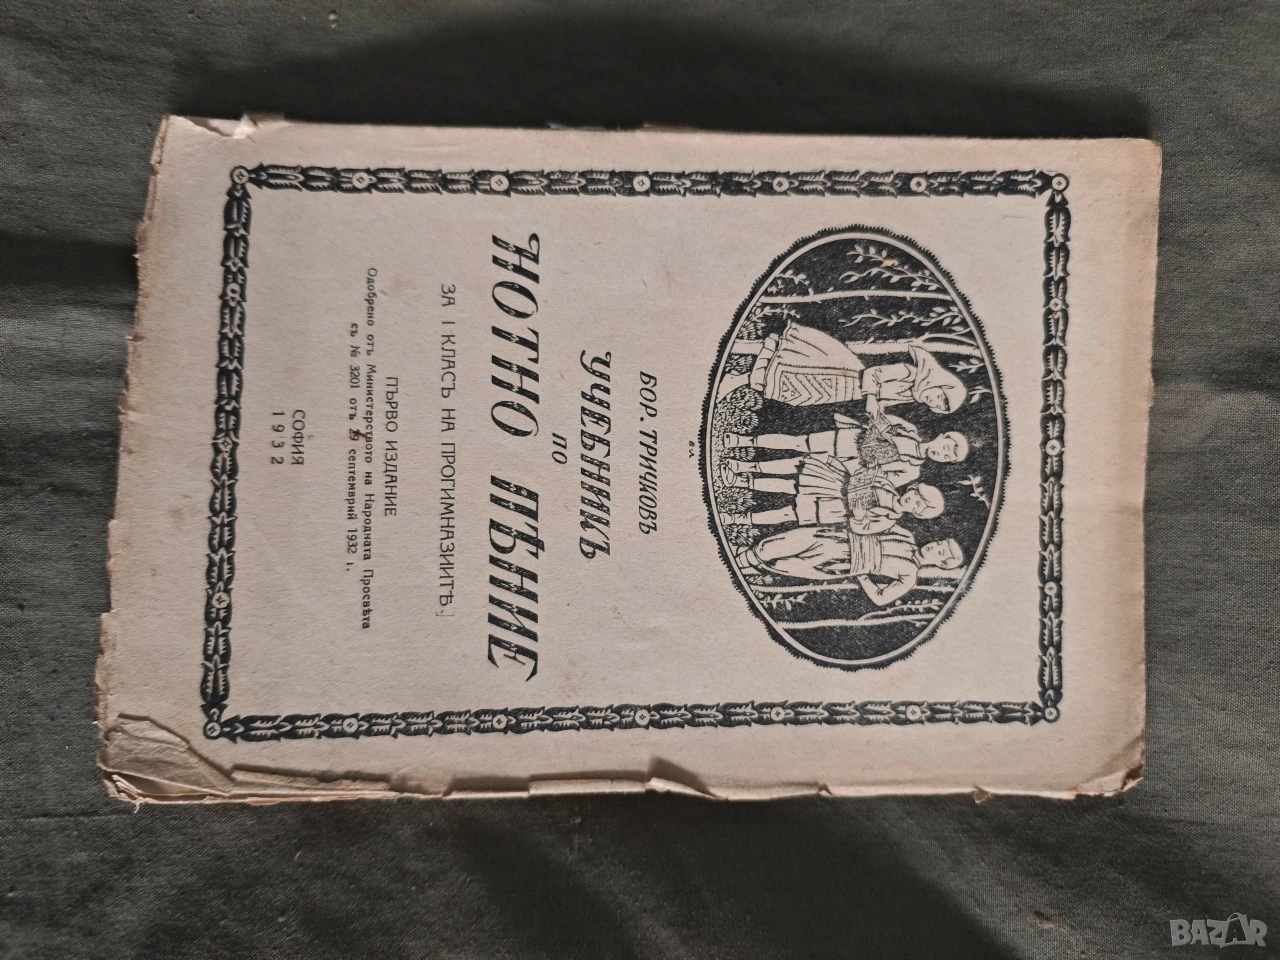 В.Л.
БОР. ТРИЧКОВЪ
УЧЕБНИКЪ
ПО
НОТНО ПѢНИЕ
ЗА I КЛАСЪ НА ПРОГИМНАЗИИТѢ.
ПЪРВО ИЗДАНИЕ
Одобрено отъ Министерството на Народната Просвѣта
съ № 3201 отъ септемврий 1932 г.
СОФИЯ
1932
BAZAR